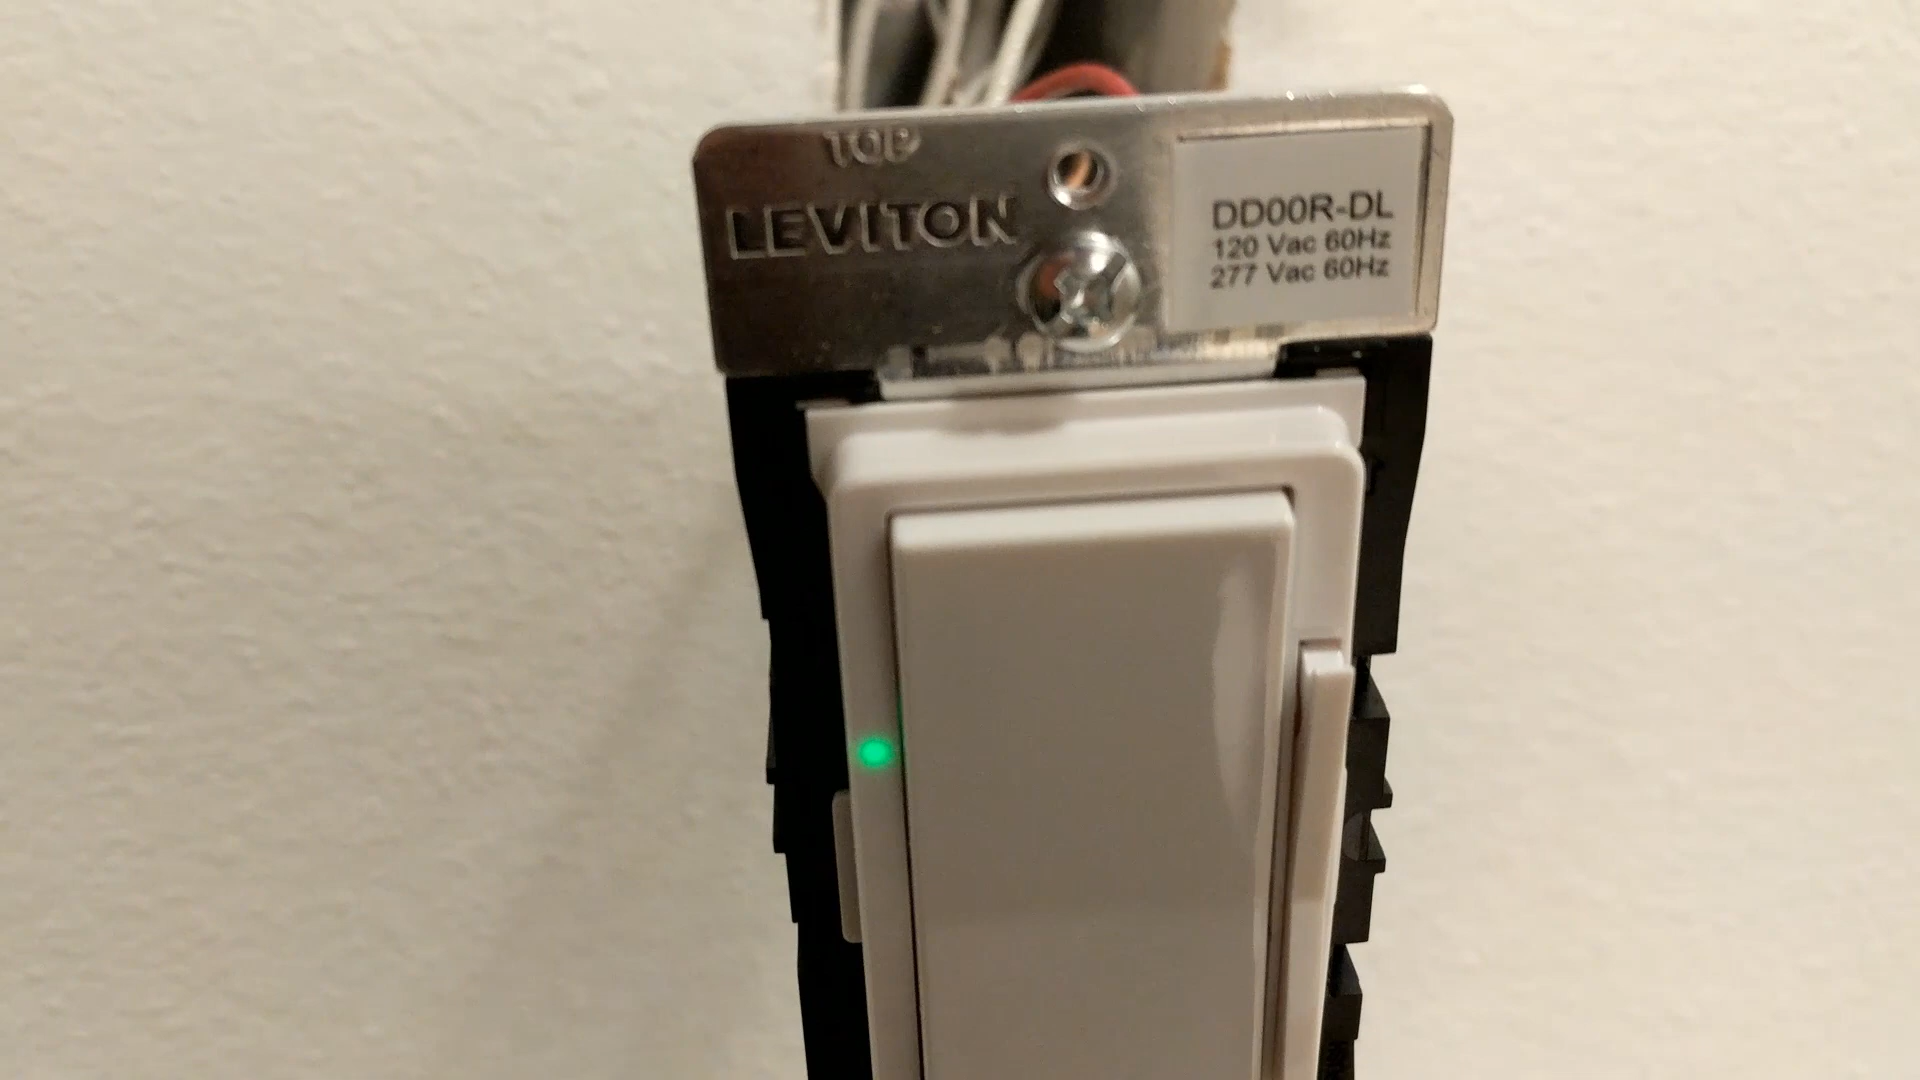 TOP
LEVITON
DD00R-DL
120 Vac 60Hz
277 Vac 60Hz